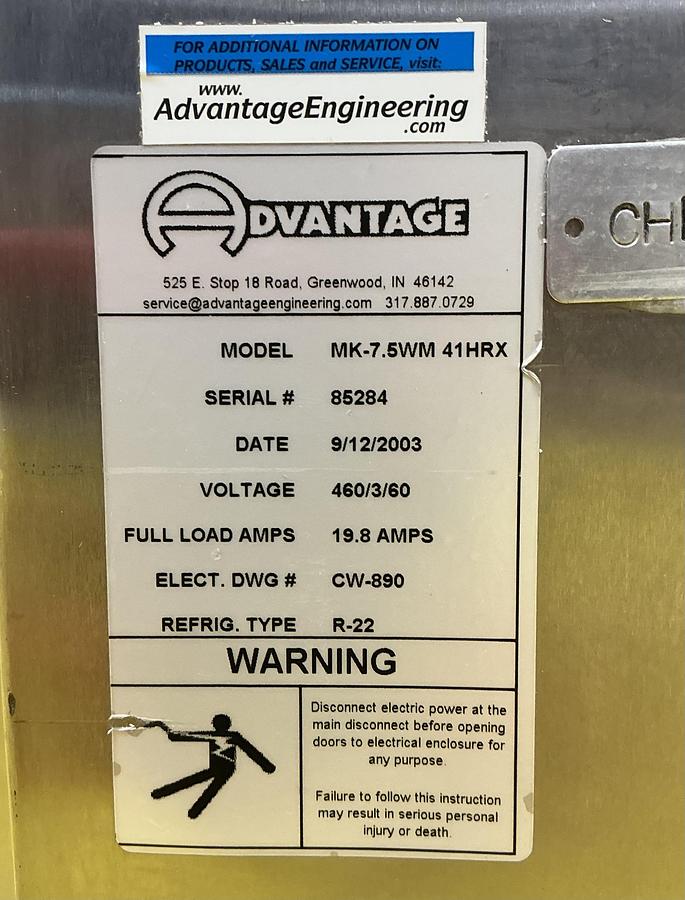 FOR ADDITIONAL INFORMATION ON
PRODUCTS, SALES and SERVICE, visit:
www.
AdvantageEngineering
.com
ADVANTAGE
525 E. Stop 18 Road, Greenwood, IN 46142
service@advantageengineering.com 317.887.0729
MODEL MK-7.5WM 41HRX
SERIAL # 85284
DATE 9/12/2003
VOLTAGE 460/3/60
FULL LOAD AMPS 19.8 AMPS
ELECT. DWG # CW-890
REFRIG. TYPE R-22
WARNING
Disconnect electric power at the
main disconnect before opening
doors to electrical enclosure for
any purpose.
Failure to follow this instruction
may result in serious personal
injury or death.